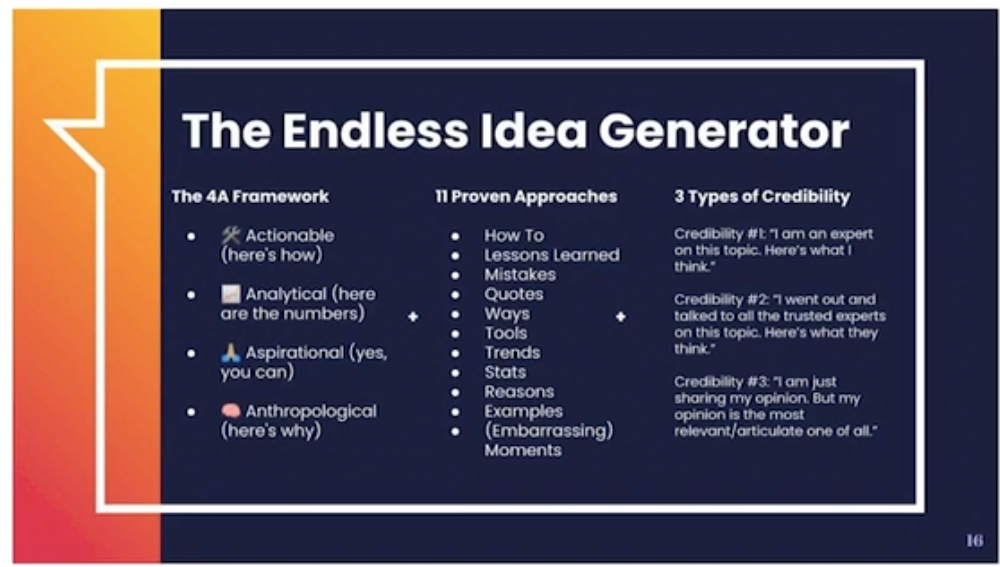 The Endless Idea Generator
The 4A Framework
● 🛠 Actionable
(here's how)
● 📈 Analytical (here
are the numbers)
● 🙏 Aspirational (yes,
you can)
● 🧠 Anthropological
(here's why)
+
11 Proven Approaches
● How To
● Lessons Learned
● Mistakes
● Quotes
● Ways
● Tools
● Trends
● Stats
● Reasons
● Examples
● (Embarrassing)
Moments
+
3 Types of Credibility
Credibility #1: "I am an expert
on this topic. Here's what I
think."
Credibility #2: "I went out and
talked to all the trusted experts
on this topic. Here's what they
think."
Credibility #3: "I am just
sharing my opinion. But my
opinion is the most
relevant/articulate one of all."
16